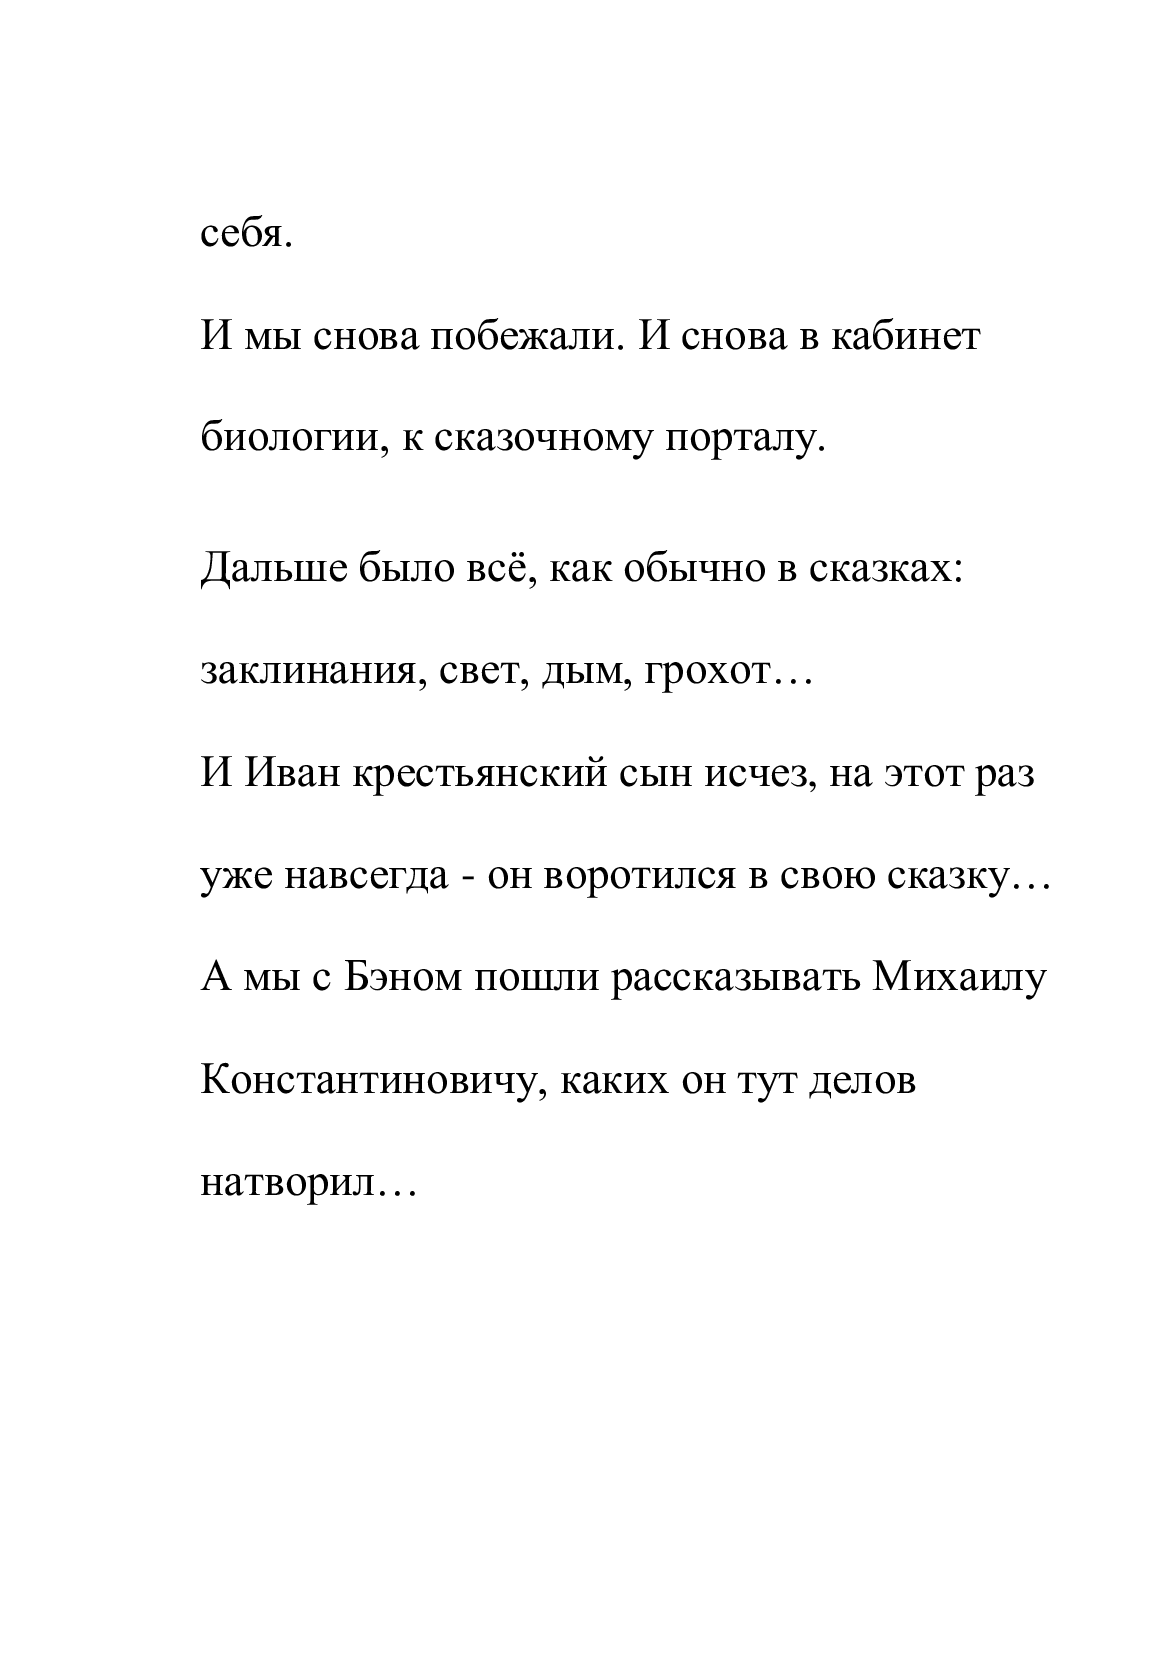 себя.
И мы снова побежали. И снова в кабинет
биологии, к сказочному порталу.
Дальше было всё, как обычно в сказках:
заклинания, свет, дым, грохот…
И Иван крестьянский сын исчез, на этот раз
уже навсегда - он воротился в свою сказку…
А мы с Бэном пошли рассказывать Михаилу
Константиновичу, каких он тут делов
натворил…